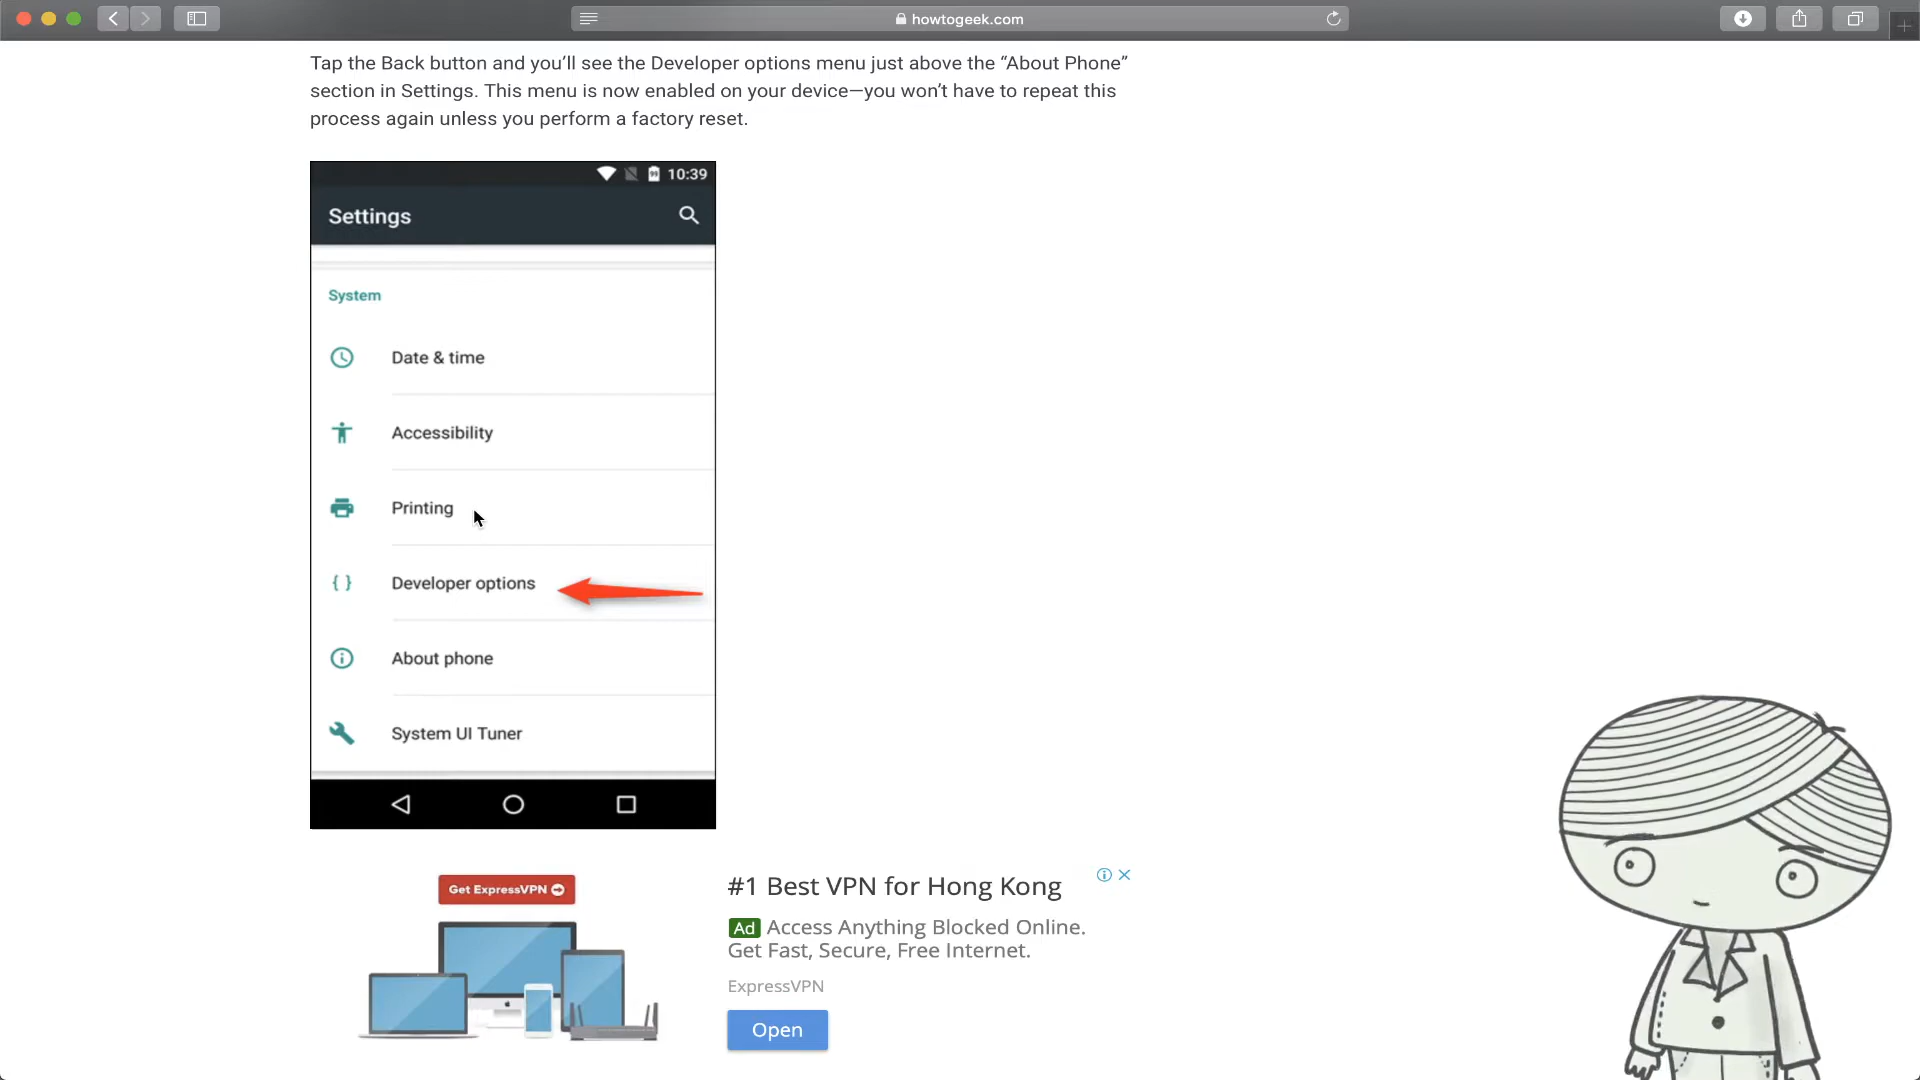 howtogeek.com
Tap the Back button and you’ll see the Developer options menu just above the “About Phone”
section in Settings. This menu is now enabled on your device—you won’t have to repeat this
process again unless you perform a factory reset.
99 10:39
Settings
System
Date & time
Accessibility
Printing
{ } Developer options
About phone
System UI Tuner
Get ExpressVPN
#1 Best VPN for Hong Kong
Ad Access Anything Blocked Online.
Get Fast, Secure, Free Internet.
ExpressVPN
Open